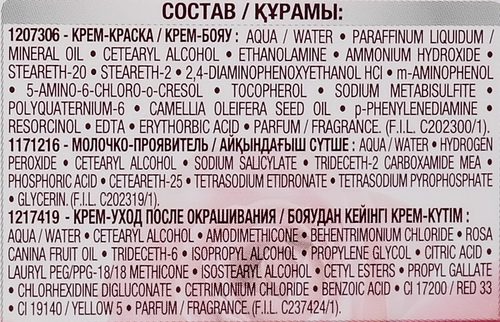 СОСТАВ / ҚҰРАМЫ:
1207306 - КРЕМ-КРАСКА / КРЕМ-БОЯУ : AQUA / WATER • PARAFFINUM LIQUIDUM /
MINERAL OIL • CETEARYL ALCOHOL • ETHANOLAMINE • AMMONIUM HYDROXIDE •
STEARETH-20 • STEARETH-2 • 2,4-DIAMINOPHENOXYETHANOL HCl • m-AMINOPHENOL
• 5-AMINO-6-CHLORO-o-CRESOL • TOCOPHEROL • SODIUM METABISULFITE •
POLYQUATERNIUM-6 • CAMELLIA OLEIFERA SEED OIL • p-PHENYLENEDIAMINE •
RESORCINOL • EDTA • ERYTHORBIC ACID • PARFUM / FRAGRANCE. (F.I.L. C202300/1).
1171216 - МОЛОЧКО-ПРОЯВИТЕЛЬ / АЙҚЫНДАҒЫШ СҮТШЕ : AQUA / WATER • HYDROGEN
PEROXIDE • CETEARYL ALCOHOL • SODIUM SALICYLATE • TRIDECETH-2 CARBOXAMIDE MEA •
PHOSPHORIC ACID • CETEARETH-25 • TETRASODIUM ETIDRONATE • TETRASODIUM PYROPHOSPHATE
• GLYCERIN. (F.I.L. C202319/1).
1217419 - КРЕМ-УХОД ПОСЛЕ ОКРАШИВАНИЯ / БОЯУДАН КЕЙІНГІ КРЕМ-КҮТІМ :
AQUA / WATER • CETEARYL ALCOHOL • AMODIMETHICONE • BEHENTRIMONIUM CHLORIDE • ROSA
CANINA FRUIT OIL • TRIDECETH-6 • ISOPROPYL ALCOHOL • PROPYLENE GLYCOL • CITRIC ACID •
LAURYL PEG/PPG-18/18 METHICONE • ISOSTEARYL ALCOHOL • CETYL ESTERS • PROPYL GALLATE
• CHLORHEXIDINE DIGLUCONATE • CETRIMONIUM CHLORIDE • BENZOIC ACID • CI 17200 / RED 33
CI 19140 / YELLOW 5 • PARFUM / FRAGRANCE. (F.I.L. C237424/1).